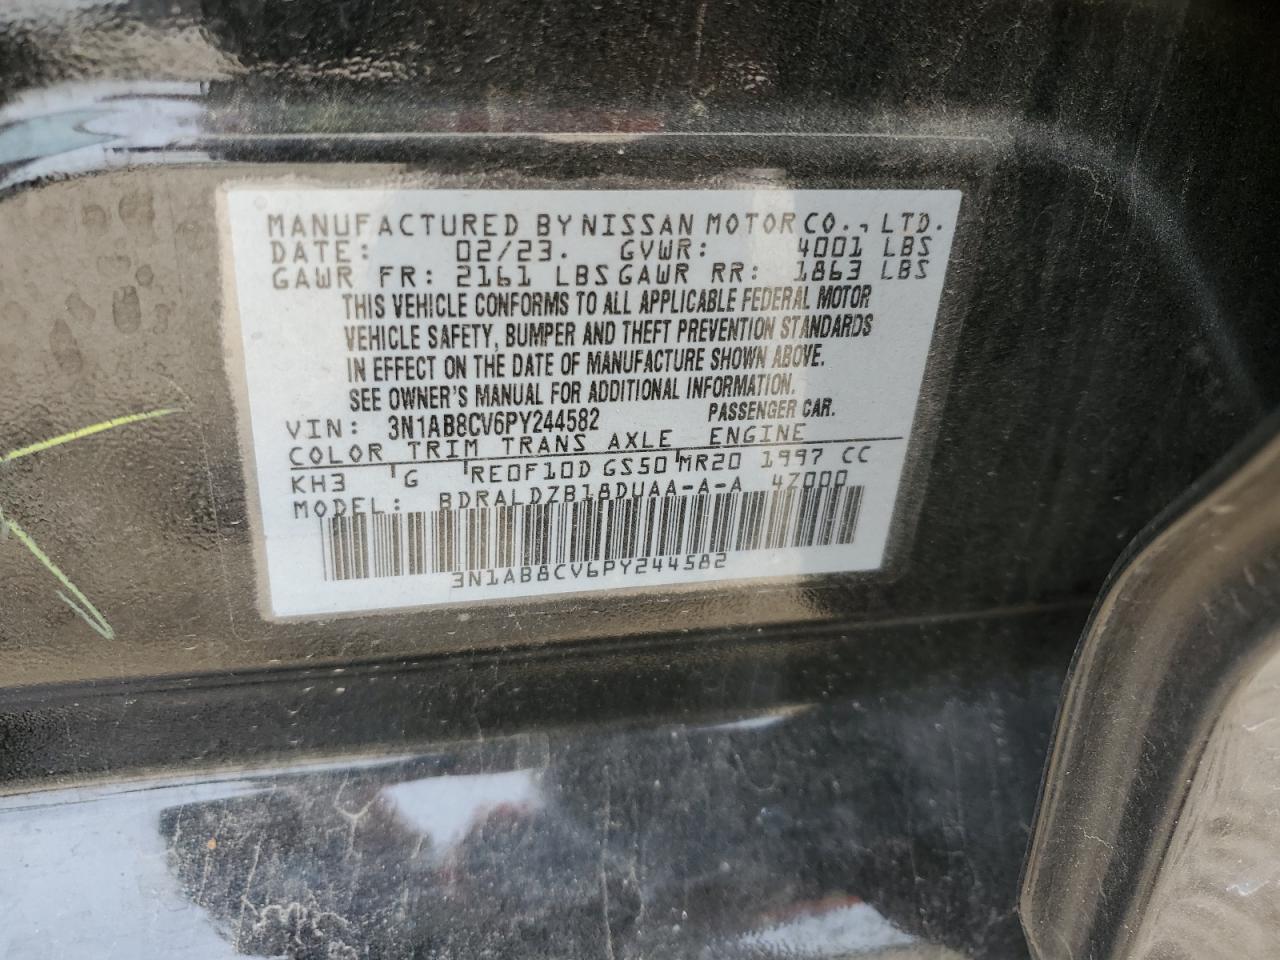 MANUFACTURED BY NISSAN MOTOR CO., LTD.
DATE: 02/23. GVWR: 4001 LBS
GAWR FR: 2161 LBS GAWR RR: 1863 LBS
THIS VEHICLE CONFORMS TO ALL APPLICABLE FEDERAL MOTOR
VEHICLE SAFETY, BUMPER AND THEFT PREVENTION STANDARDS
IN EFFECT ON THE DATE OF MANUFACTURE SHOWN ABOVE.
SEE OWNER'S MANUAL FOR ADDITIONAL INFORMATION.
VIN: 3N1AB8CV6PY244582 PASSENGER CAR.
COLOR TRIM TRANS AXLE ENGINE
KH3 G RE0F10D GS50 MR20 1997 CC
MODEL: BDRALDZB18DUAA-A-A 47000
3N1AB8CV6PY244582